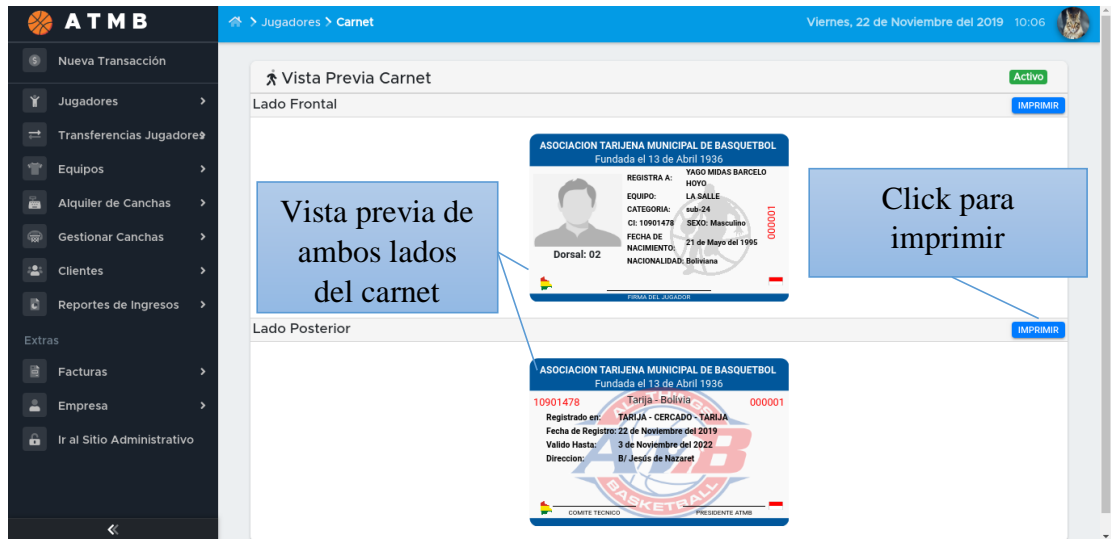 ATMB
Jugadores > Carnet
Viernes, 22 de Noviembre del 2019 10:06
Nueva Transacción
Jugadores
Transferencias Jugadores
Equipos
Alquiler de Canchas
Gestionar Canchas
Clientes
Reportes de Ingresos
Extras
Facturas
Empresa
Ir al Sitio Administrativo
Vista Previa Carnet
Activo
Lado Frontal
IMPRIMIR
ASOCIACION TARIJENA MUNICIPAL DE BASQUETBOL
Fundada el 13 de Abril 1936
REGISTRA A: YAGO MIDAS BARCELO
HOYO
EQUIPO: LA SALLE
CATEGORIA: sub-24
CI: 10901478 SEXO: Masculino
FECHA DE
NACIMIENTO: 21 de Mayo del 1995
NACIONALIDAD: Boliviana
000001
Dorsal: 02
FIRMA DEL JUGADOR
Vista previa de
ambos lados
del carnet
Click para
imprimir
Lado Posterior
IMPRIMIR
ASOCIACION TARIJENA MUNICIPAL DE BASQUETBOL
Fundada el 13 de Abril 1936
10901478 Tarija - Bolivia 000001
Registrado en: TARIJA - CERCADO - TARIJA
Fecha de Registro: 22 de Noviembre del 2019
Valido Hasta: 3 de Noviembre del 2022
Direccion: B/ Jesús de Nazaret
ATB
BASKETBALL
COMITE TECNICO PRESIDENTE ATMB